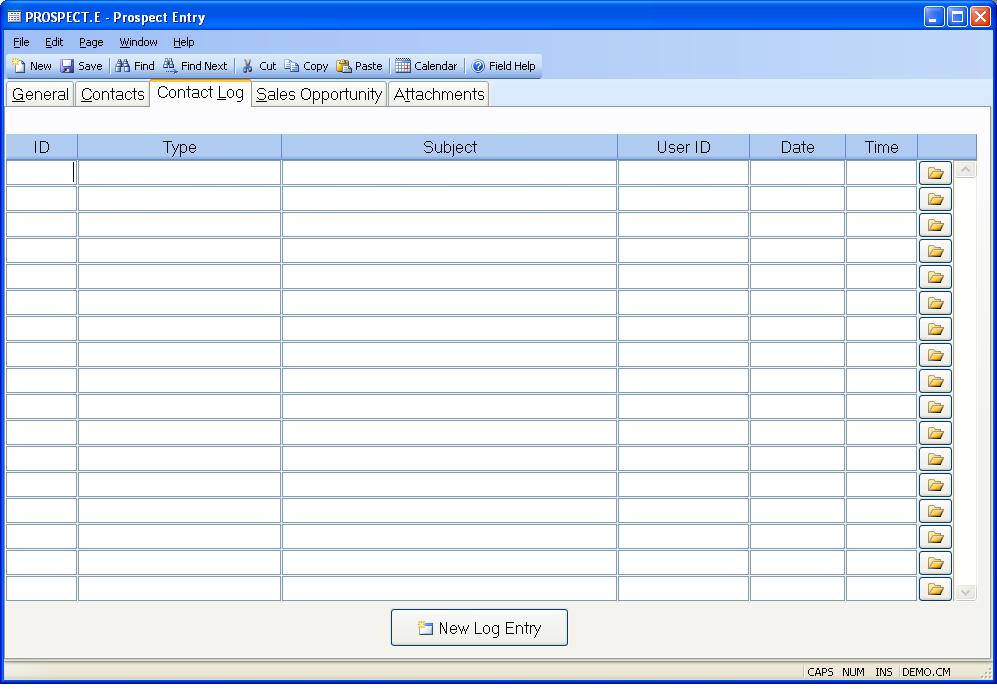 PROSPECT.E - Prospect Entry
File Edit Page Window Help
New Save Find Find Next Cut Copy Paste Calendar Field Help
General Contacts Contact Log Sales Opportunity Attachments
ID Type Subject User ID Date Time
New Log Entry
CAPS NUM INS DEMO.CM